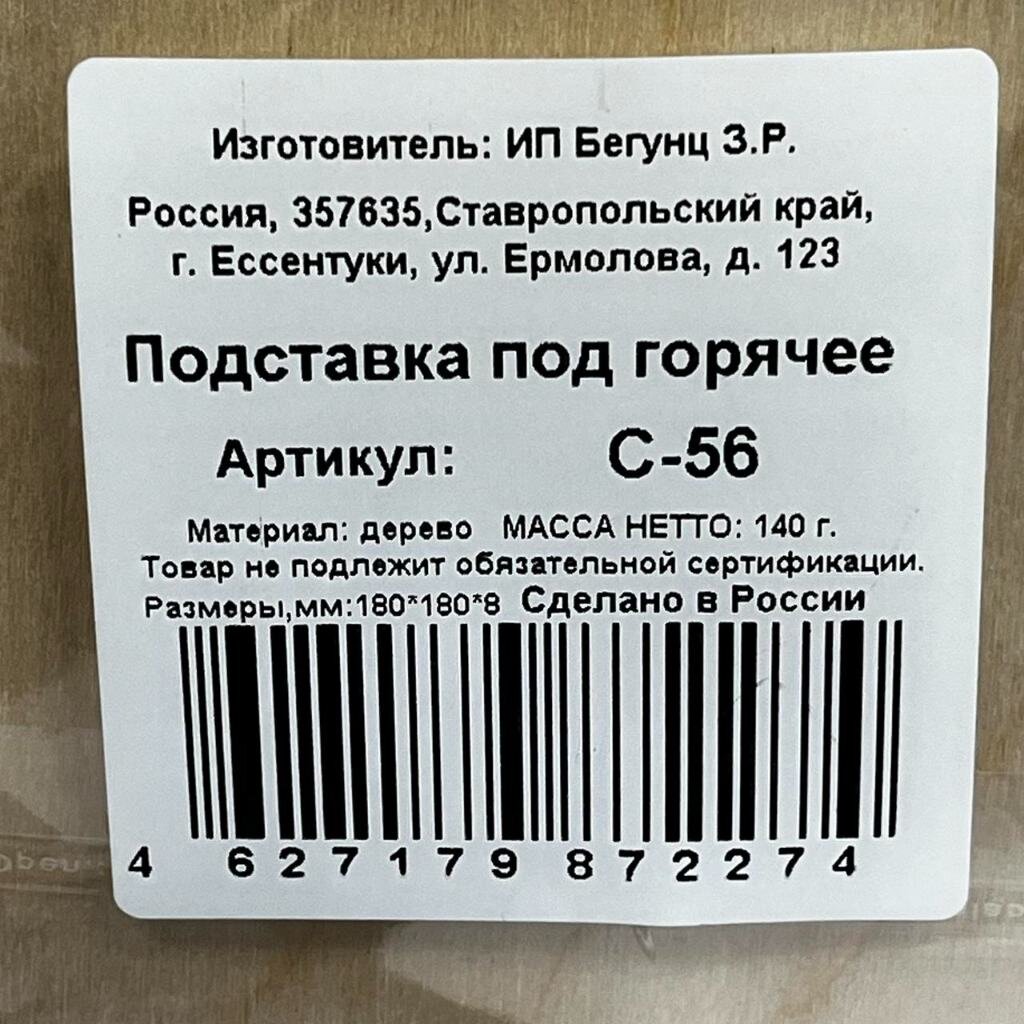 Изготовитель: ИП Бегунц З.Р.
Россия, 357635,Ставропольский край,
г. Ессентуки, ул. Ермолова, д. 123
Подставка под горячее
Артикул: С-56
Материал: дерево МАССА НЕТТО: 140 г.
Товар не подлежит обязательной сертификации.
Размеры,мм:180*180*8 Сделано в России
4 627179 872274